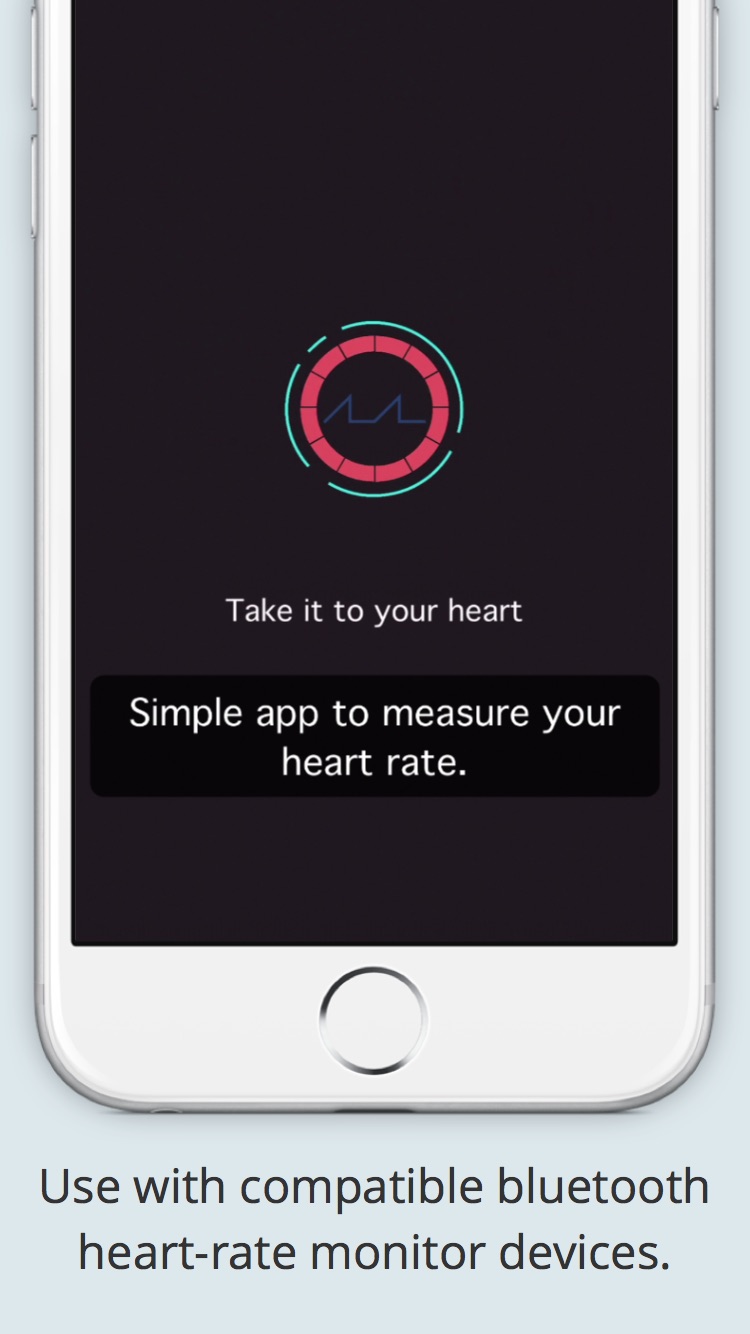 Take it to your heart
Simple app to measure your
heart rate.
Use with compatible bluetooth
heart-rate monitor devices.